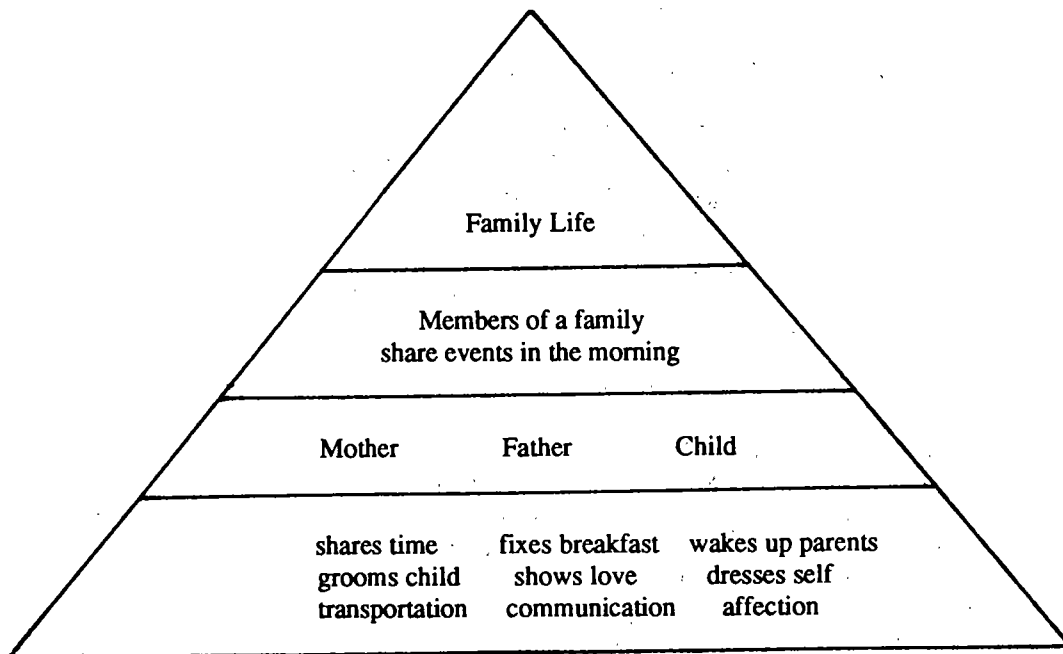 Family Life
Members of a family
share events in the morning
Mother Father Child
shares time fixes breakfast wakes up parents
grooms child shows love dresses self
transportation communication affection